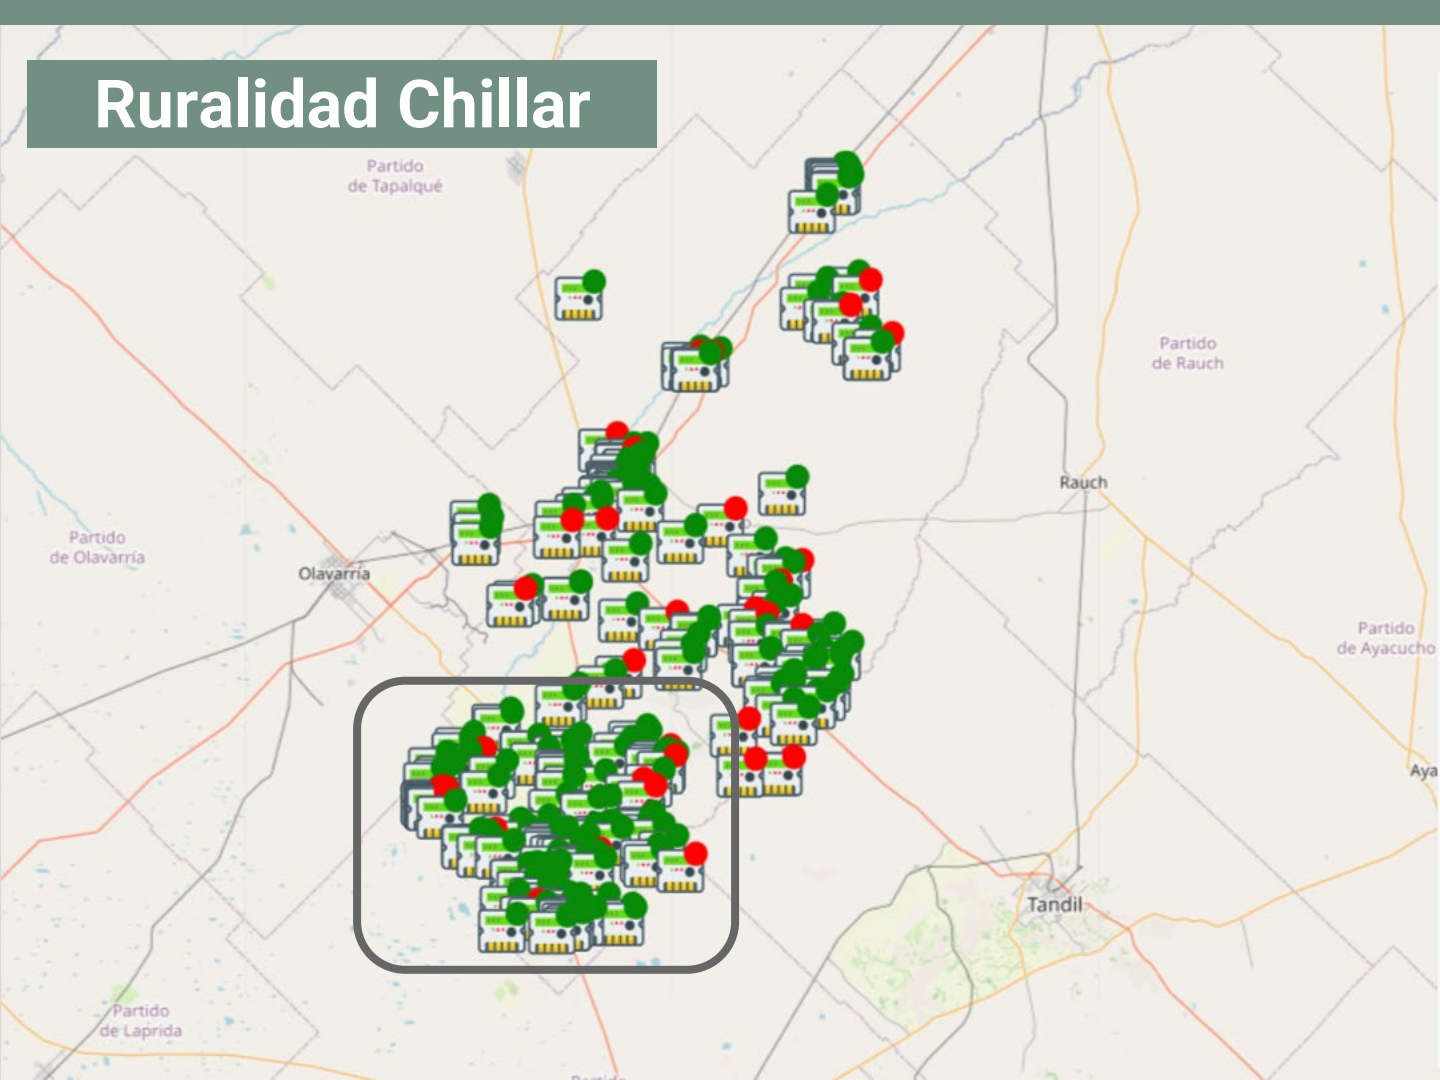 Ruralidad Chillar
Partido
de Tapalqué
Partido
de Rauch
Rauch
Partido
de Olavarría
Olavarría
Partido
de Ayacucho
Aya
Tandil
Partido
de Laprida
Partido